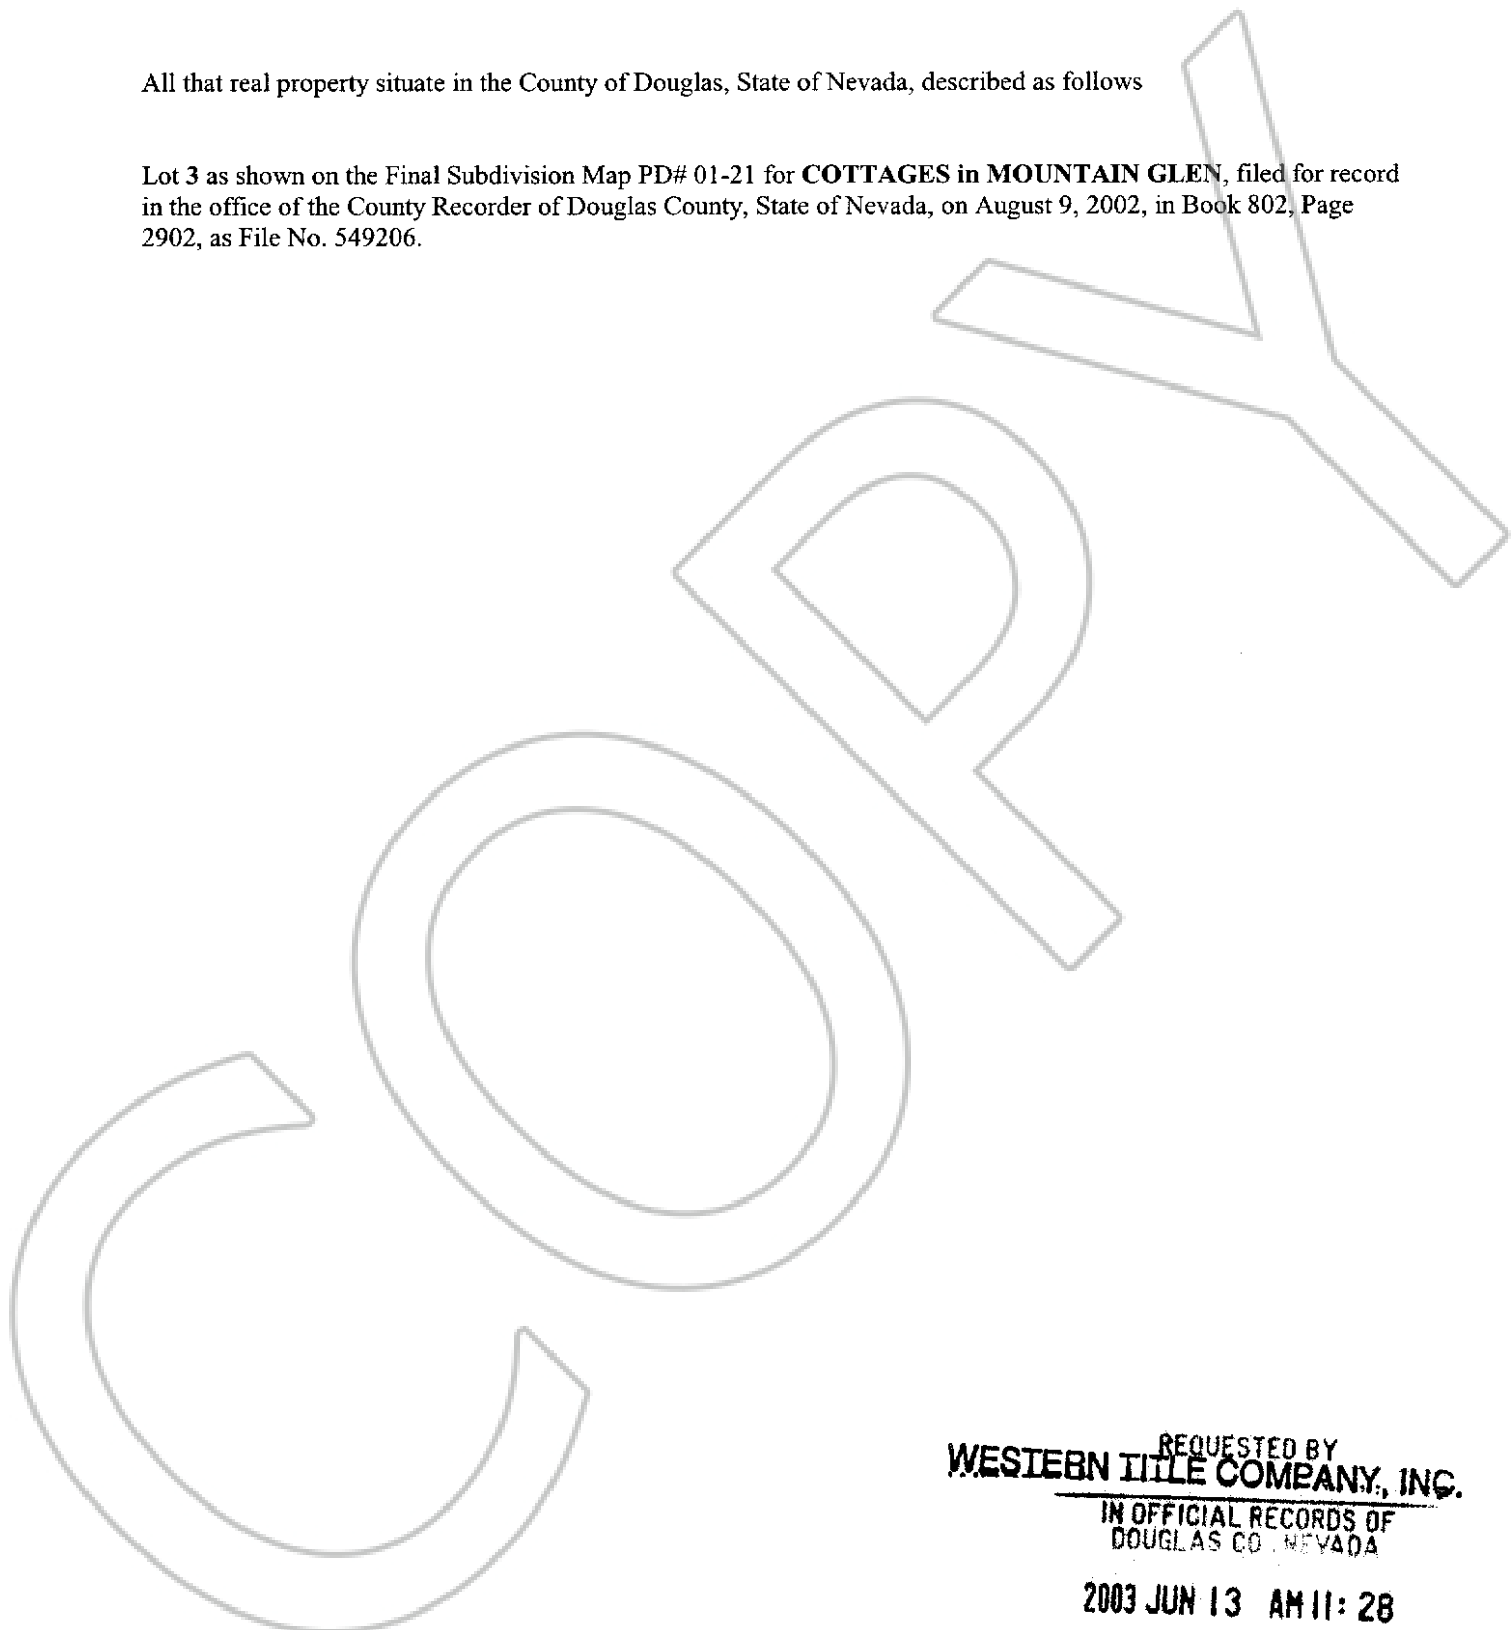 All that real property situate in the County of Douglas, State of Nevada, described as follows
Lot 3 as shown on the Final Subdivision Map PD# 01-21 for COTTAGES in MOUNTAIN GLEN, filed for record
in the office of the County Recorder of Douglas County, State of Nevada, on August 9, 2002, in Book 802, Page
2902, as File No. 549206.
COPY
REQUESTED BY
WESTERN TITLE COMPANY, INC.
IN OFFICIAL RECORDS OF
DOUGLAS CO. NEVADA
2003 JUN 13 AM 11: 28